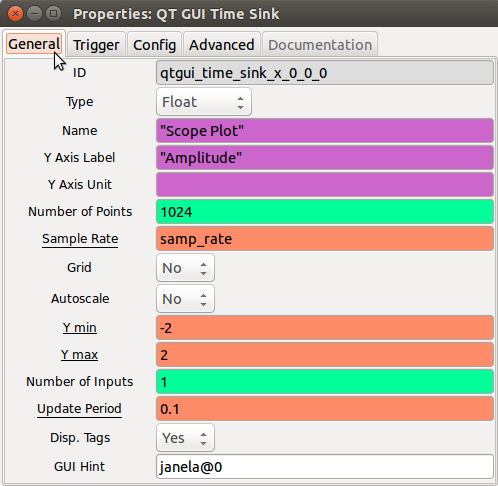 Properties: QT GUI Time Sink
General Trigger Config Advanced Documentation
ID qtgui_time_sink_x_0_0_0
Type Float
Name "Scope Plot"
Y Axis Label "Amplitude"
Y Axis Unit
Number of Points 1024
Sample Rate samp_rate
Grid No
Autoscale No
Y min -2
Y max 2
Number of Inputs 1
Update Period 0.1
Disp. Tags Yes
GUI Hint janela@0